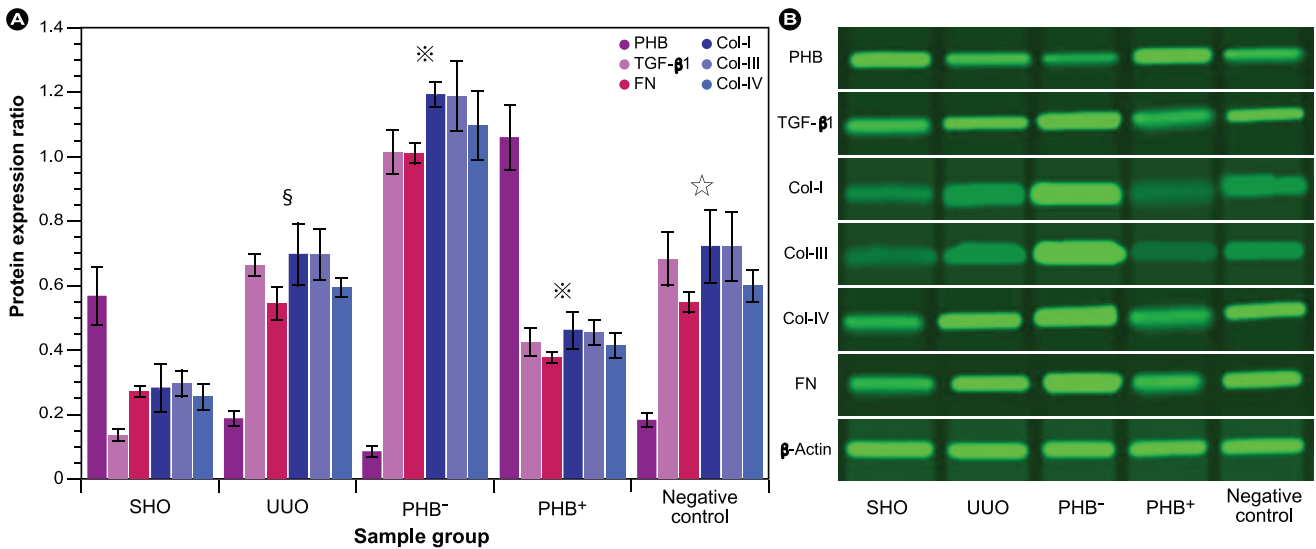 A
Protein expression ratio
1.4
1.2
1.0
0.8
0.6
0.4
0.2
0
PHB
TGF-β1
FN
Col-I
Col-III
Col-IV
§
※
※
☆
SHO
UUO
PHB⁻
PHB⁺
Negative
control
Sample group
B
PHB
TGF-β1
Col-I
Col-III
Col-IV
FN
β-Actin
SHO
UUO
PHB⁻
PHB⁺
Negative
control